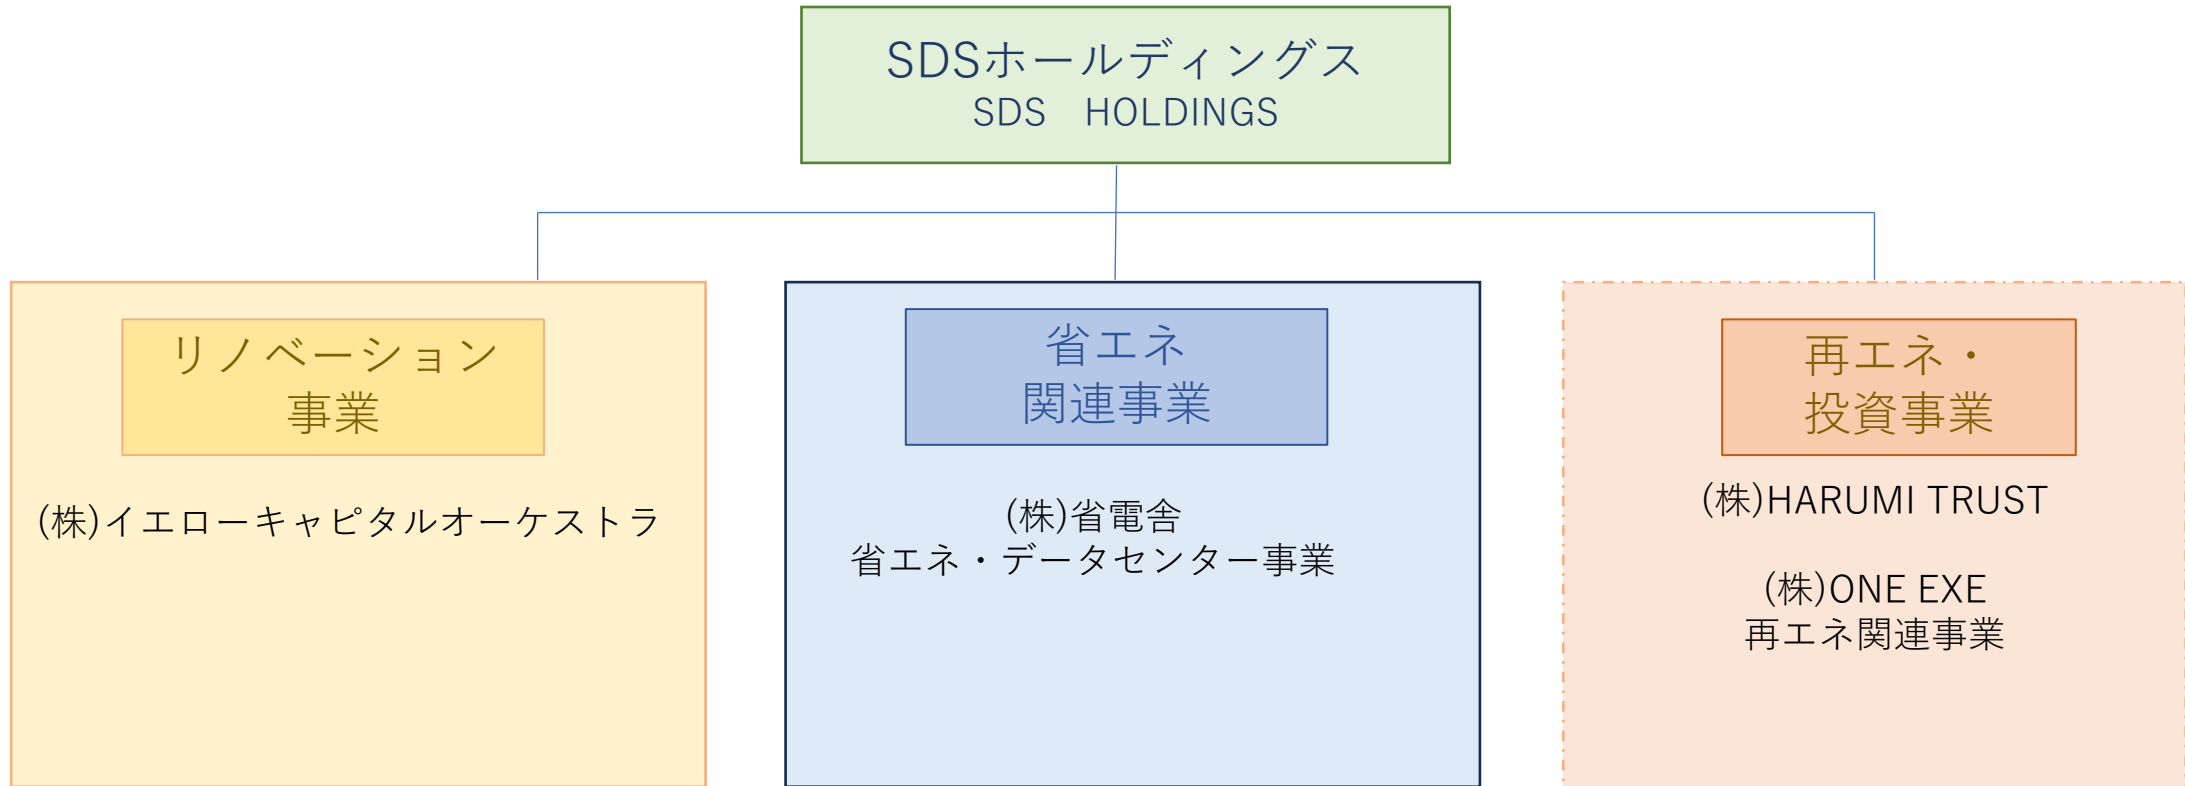 SDSホールディングス
SDS　HOLDINGS
リノベーション
事業
(株)イエローキャピタルオーケストラ
省エネ
関連事業
(株)省電舎
省エネ・データセンター事業
再エネ・
投資事業
(株)HARUMI TRUST
(株)ONE EXE
再エネ関連事業